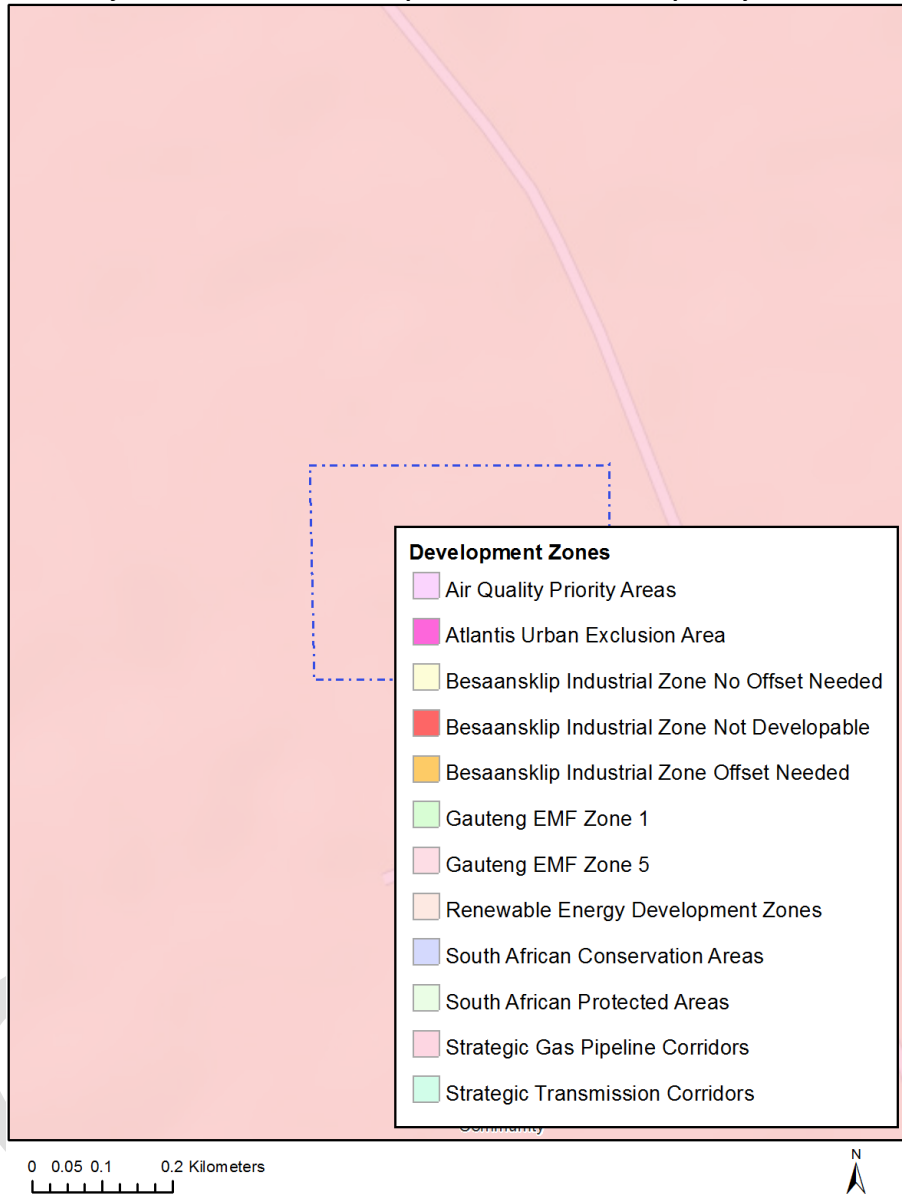 Development Zones
Air Quality Priority Areas
Atlantis Urban Exclusion Area
Besaansklip Industrial Zone No Offset Needed
Besaansklip Industrial Zone Not Developable
Besaansklip Industrial Zone Offset Needed
Gauteng EMF Zone 1
Gauteng EMF Zone 5
Renewable Energy Development Zones
South African Conservation Areas
South African Protected Areas
Strategic Gas Pipeline Corridors
Strategic Transmission Corridors
Community
0 0.05 0.1 0.2 Kilometers
N